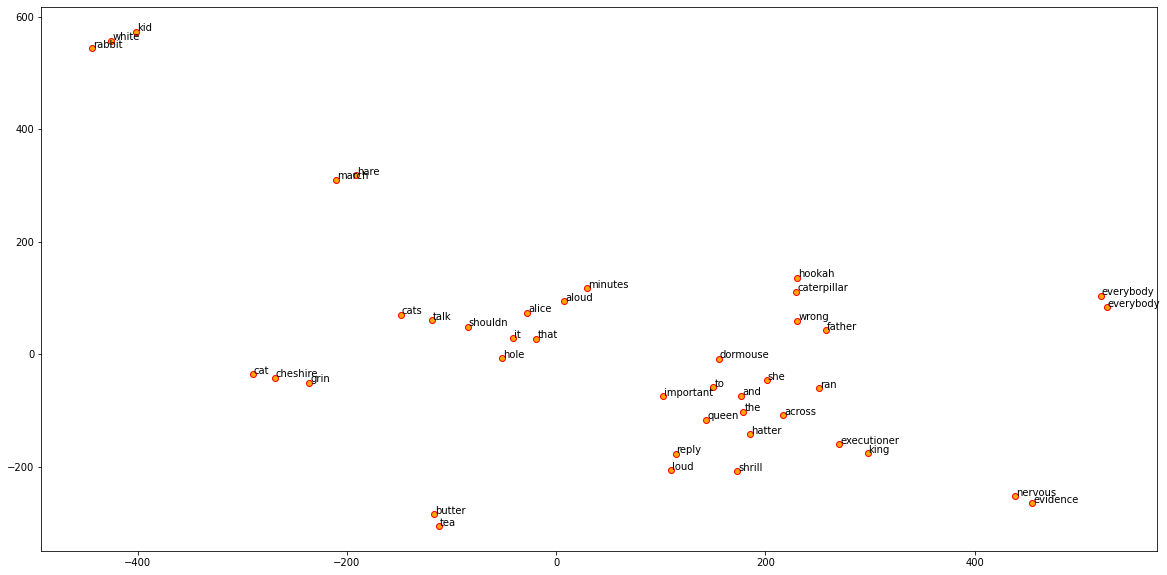 600
kid
white
rabbit
400
hare
march
200
hookah
minutes
caterpillar
everybody
aloud
everybody
alice
cats
talk
wrong
shouldn
father
it
that
0
hole
dormouse
cat
cheshire
she
grin
to
ran
important
and
the
queen
across
hatter
executioner
reply
king
−200
loud
shrill
nervous
evidence
butter
tea
−400
−200
0
200
400